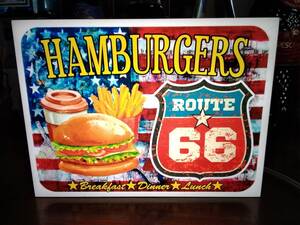 HAMBURGERS
ROUTE
66
★Breakfast★Dinner★Lunch★